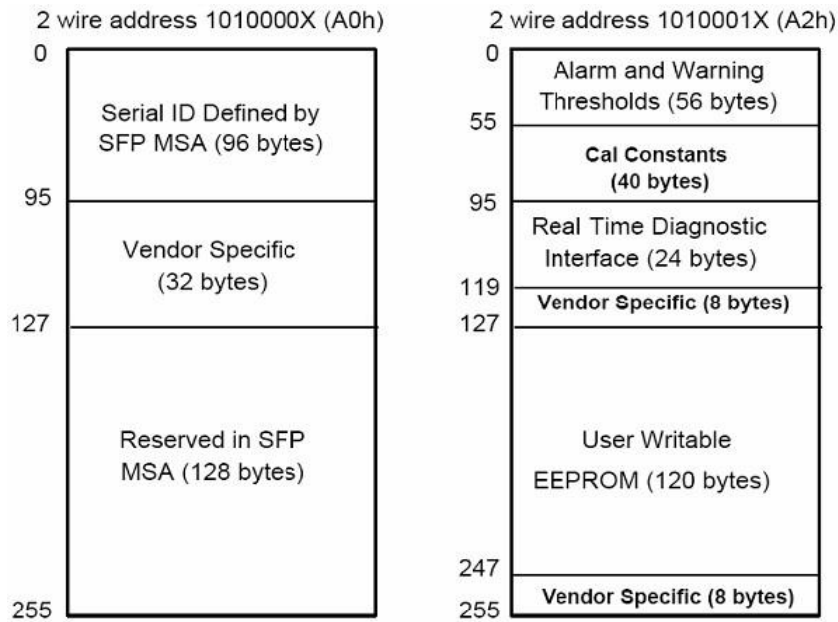 2 wire address 1010000X (A0h)
0
Serial ID Defined by
SFP MSA (96 bytes)
95
Vendor Specific
(32 bytes)
127
Reserved in SFP
MSA (128 bytes)
255
2 wire address 1010001X (A2h)
0
Alarm and Warning
Thresholds (56 bytes)
55
Cal Constants
(40 bytes)
95
Real Time Diagnostic
Interface (24 bytes)
119
Vendor Specific (8 bytes)
127
User Writable
EEPROM (120 bytes)
247
Vendor Specific (8 bytes)
255